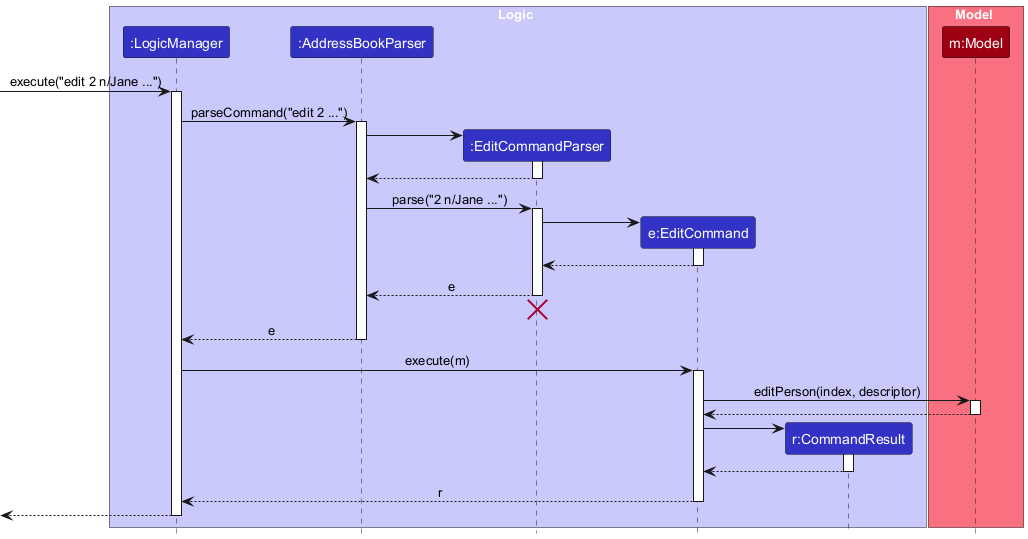 Logic
Model
:LogicManager
:AddressBookParser
m:Model
execute("edit 2 n/Jane ...")
parseCommand("edit 2 ...")
:EditCommandParser
parse("2 n/Jane ...")
e:EditCommand
e
e
execute(m)
editPerson(index, descriptor)
r:CommandResult
r